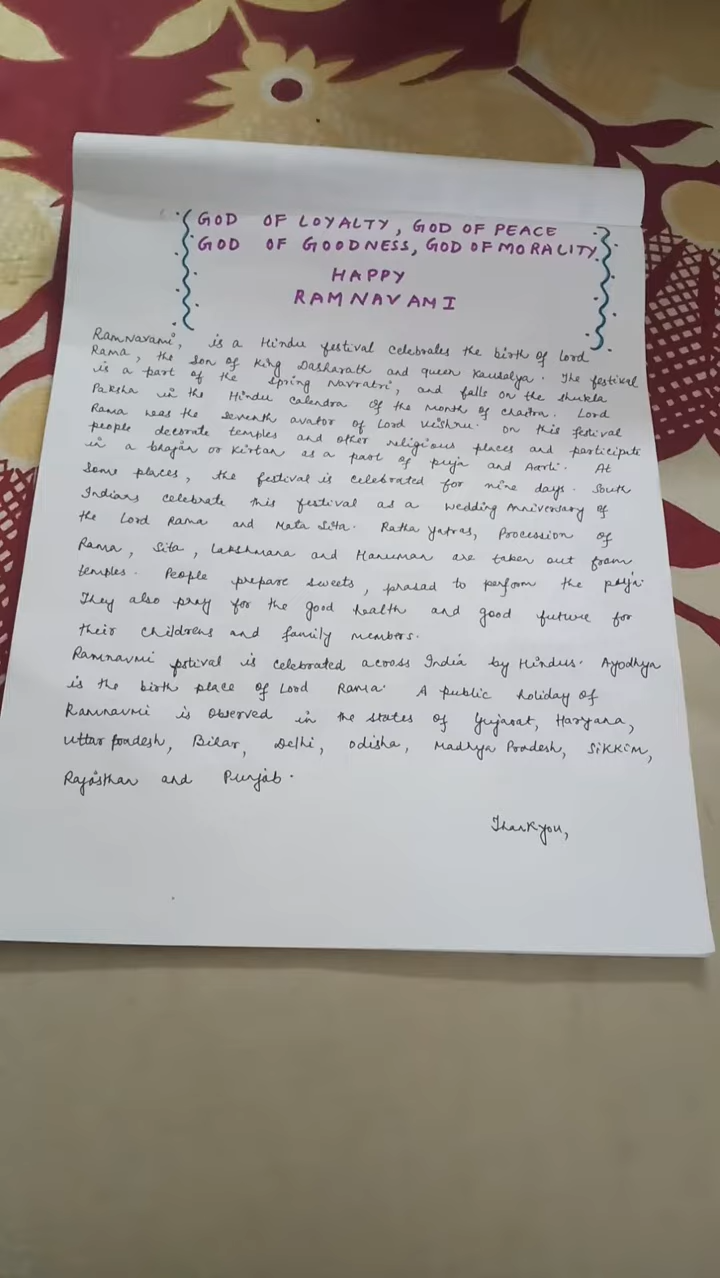 GOD OF LOYALTY, GOD OF PEACE
GOD OF GOODNESS, GOD OF MORALITY
HAPPY
RAMNAVAMI
Ramnavami, is a Hindu festival celebrates the birth of Lord
Rama, the son of King Dasharath and queen Kausalya. The festival
is a part of the spring Navratri, and falls on the shukla
Paksha in the Hindu calendra of the month of chaitra. Lord
Rama was the seventh avator of Lord Vishnu. On this festival
people decorate temples and other religious places and participate
in a bhajan or Kirtan as a part of puja and Aarti. At
some places, the festival is celebrated for nine days. South
Indians celebrate this festival as a wedding Anniversary of
the Lord Rama and Mata Sita. Ratha yatras, Procession of
Rama, Sita, Lakshmana and Hanuman are taken out from
temples. People prepare sweets, prasad to perform the puja.
They also pray for the good health and good future for
their childrens and family members.
Ramnavmi fstival is celebrated across India by Hindus. Ayodhya
is the birth place of Lord Rama. A public holiday of
Ramnavmi is observed in the states of Gujarat, Haryana,
Uttar pradesh, Bihar, Delhi, Odisha, Madhya Pradesh, SiKKiM,
Rajasthan and Punjab.
Thankyou,